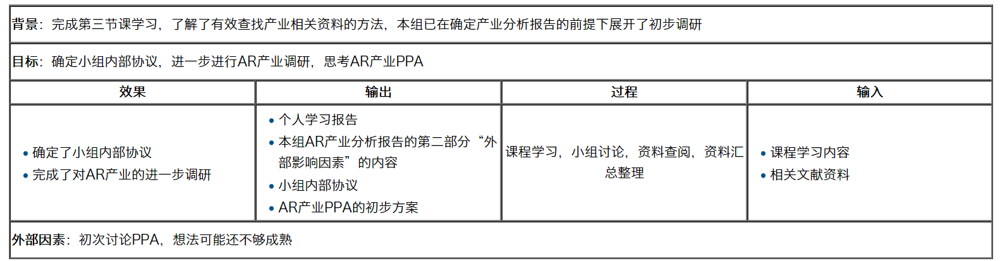 背景：完成第三节课学习，了解了有效查找产业相关资料的方法，本组已在确定产业分析报告的前提下展开了初步调研
目标：确定小组内部协议，进一步进行AR产业调研，思考AR产业PPA
效果 输出 过程 输入
确定了小组内部协议
完成了对AR产业的进一步调研
个人学习报告
本组AR产业分析报告的第二部分“外
部影响因素”的内容
小组内部协议
AR产业PPA的初步方案
课程学习，小组讨论，资料查阅，资料汇
总整理
课程学习内容
相关文献资料
外部因素：初次讨论PPA，想法可能还不够成熟